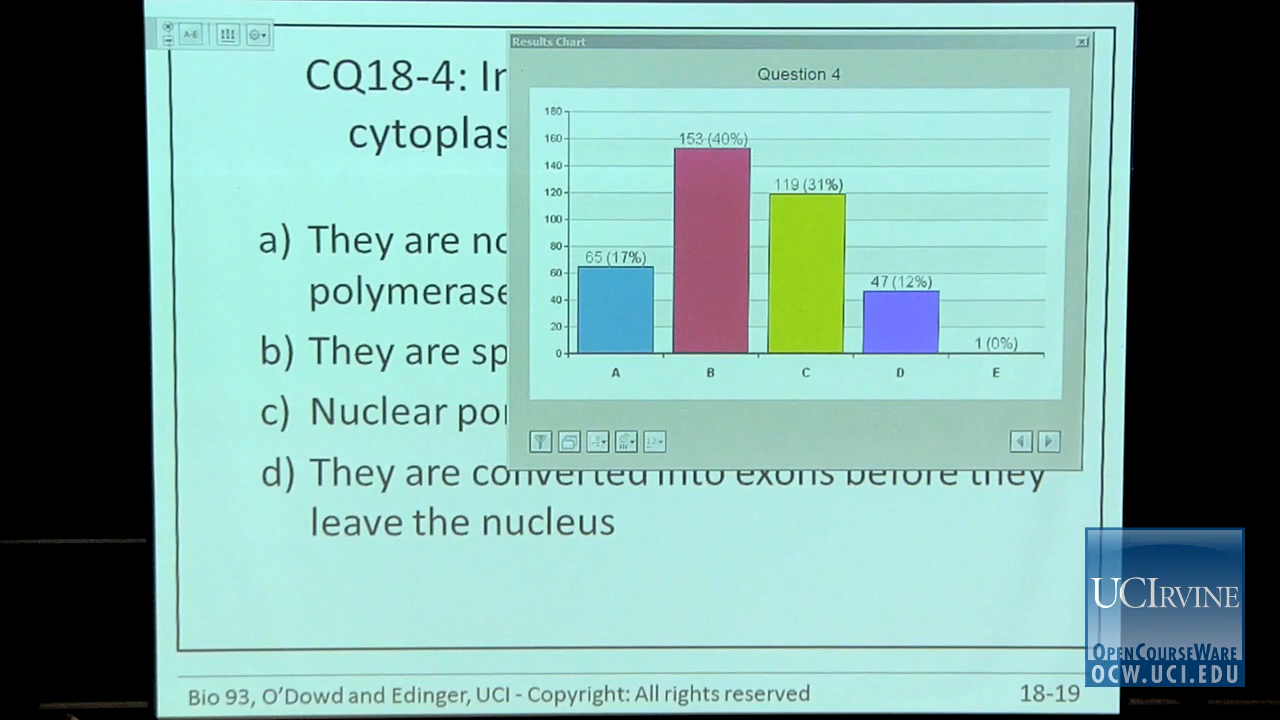 A-E
CQ18-4: Ir
cytoplas
a) They are no
polymerase
b) They are sp
c) Nuclear por
d) They are converted into exons before they
leave the nucleus
Results Chart
Question 4
180
160
140
120
100
80
60
40
20
0
65 (17%)
153 (40%)
119 (31%)
47 (12%)
1 (0%)
A B C D E
Bio 93, O'Dowd and Edinger, UCI - Copyright: All rights reserved
18-19
UCIRVINE
OPENCOURSEWARE
OCW.UCI.EDU